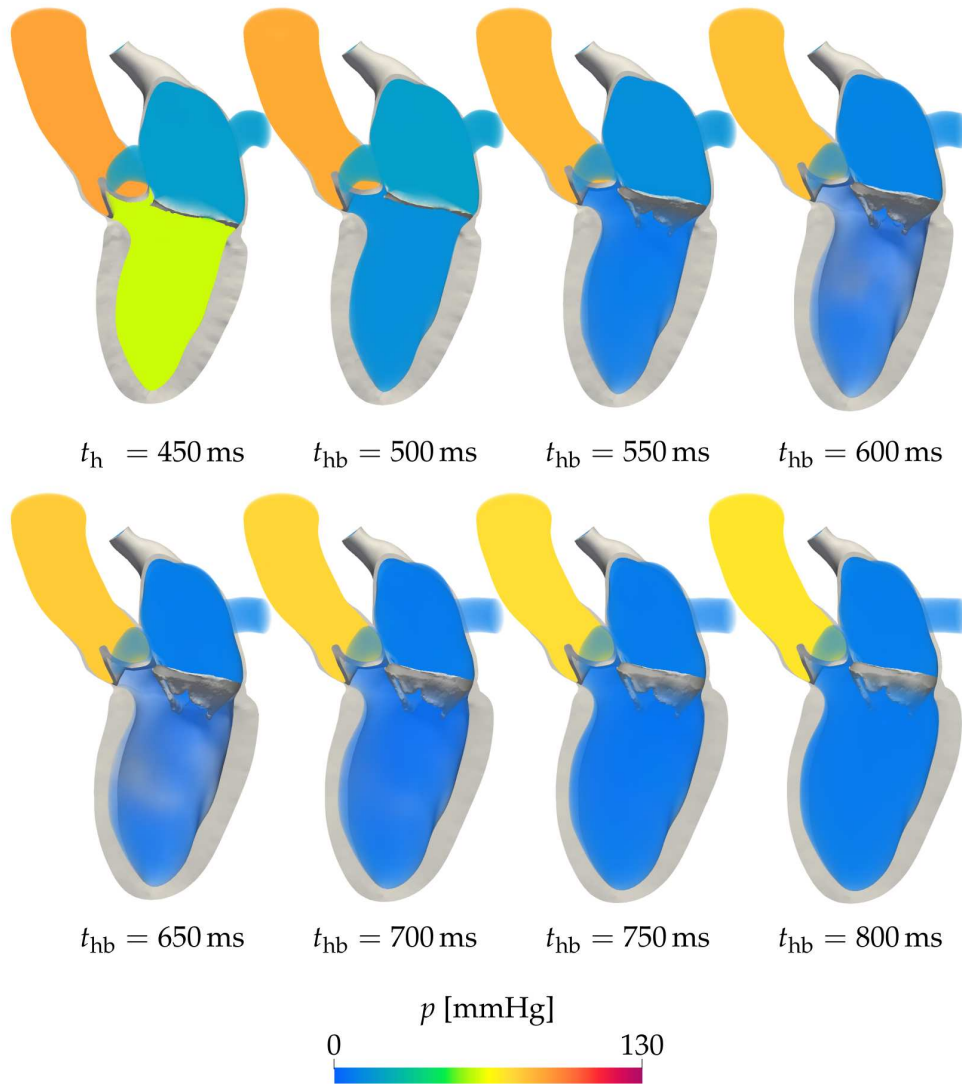 t_h = 450 ms t_hb = 500 ms t_hb = 550 ms t_hb = 600 ms
t_hb = 650 ms t_hb = 700 ms t_hb = 750 ms t_hb = 800 ms
p [mmHg]
0 130